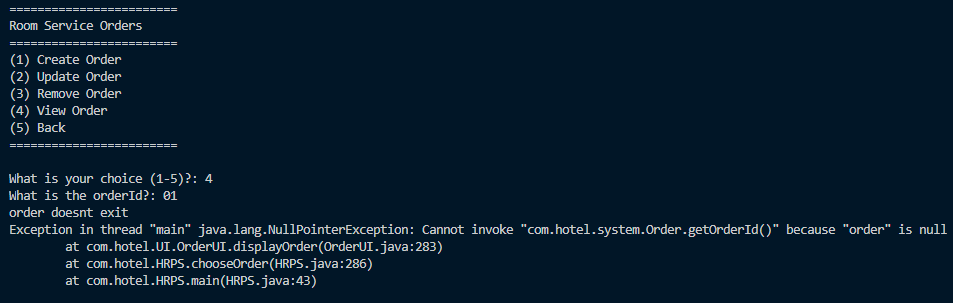 ========================
Room Service Orders
========================
(1) Create Order
(2) Update Order
(3) Remove Order
(4) View Order
(5) Back
========================
What is your choice (1-5)?: 4
What is the orderId?: 01
order doesnt exit
Exception in thread "main" java.lang.NullPointerException: Cannot invoke "com.hotel.system.Order.getOrderId()" because "order" is null
        at com.hotel.UI.OrderUI.displayOrder(OrderUI.java:283)
        at com.hotel.HRPS.chooseOrder(HRPS.java:286)
        at com.hotel.HRPS.main(HRPS.java:43)